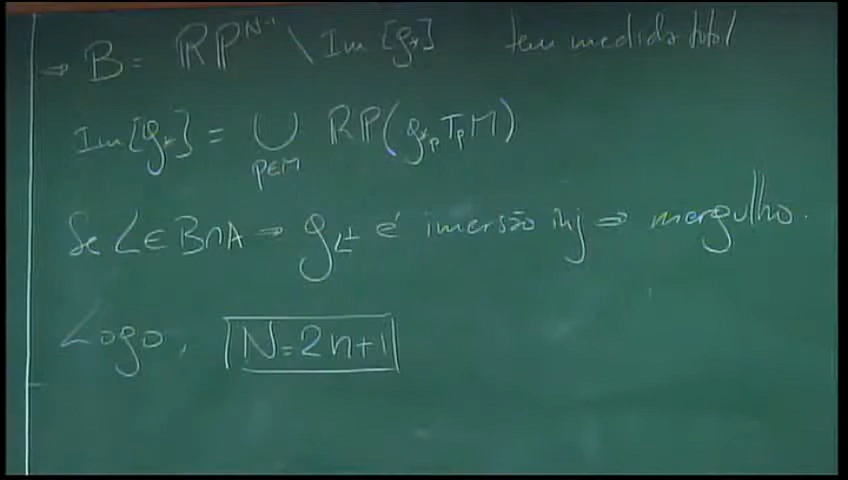 ⇒ B = RP^{N-1} \ Im [g_*] tem medida total
Im[g_*] = ∪_{p∈M} RP(g_{*p} T_p M)
Se L ∈ B∩A ⇒ g_{L^⊥} é imersão inj ⇒ mergulho.
Logo, N=2n+1